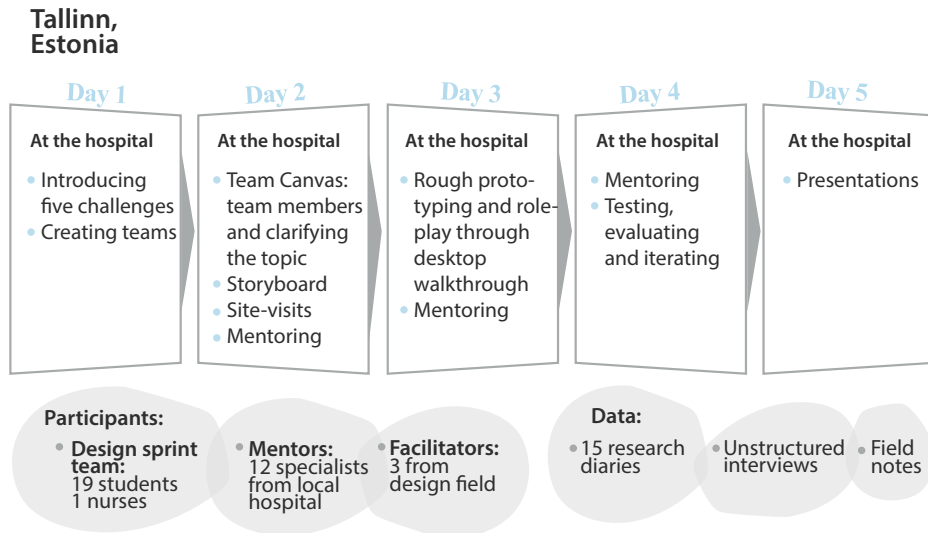 Tallinn,
Estonia
Day 1
At the hospital
• Introducing
five challenges
• Creating teams
Day 2
At the hospital
• Team Canvas:
team members
and clarifying
the topic
• Storyboard
• Site-visits
• Mentoring
Day 3
At the hospital
• Rough proto-
typing and role-
play through
desktop
walkthrough
• Mentoring
Day 4
At the hospital
• Mentoring
• Testing,
evaluating
and iterating
Day 5
At the hospital
• Presentations
Participants:
• Design sprint
team:
19 students
1 nurses
• Mentors:
12 specialists
from local
hospital
• Facilitators:
3 from
design field
Data:
• 15 research
diaries
• Unstructured
interviews
• Field
notes